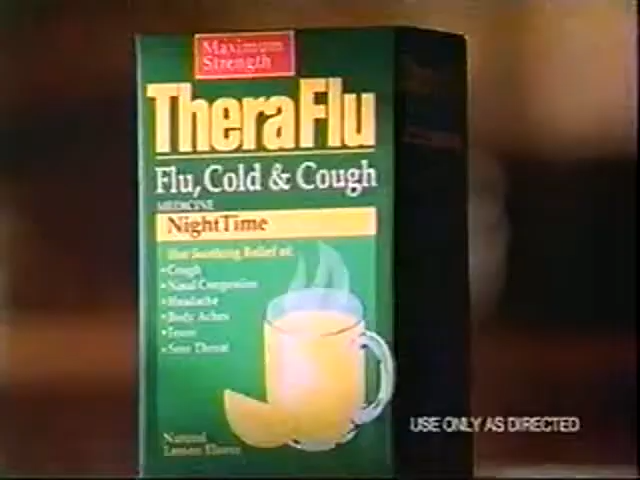 Maximum
Strength
TheraFlu
Flu, Cold & Cough
MEDICINE
NightTime
Hot Soothing Relief of:
• Cough
• Nasal Congestion
• Headache
• Body Aches
• Fever
• Sore Throat
USE ONLY AS DIRECTED
Natural
Lemon Flavor